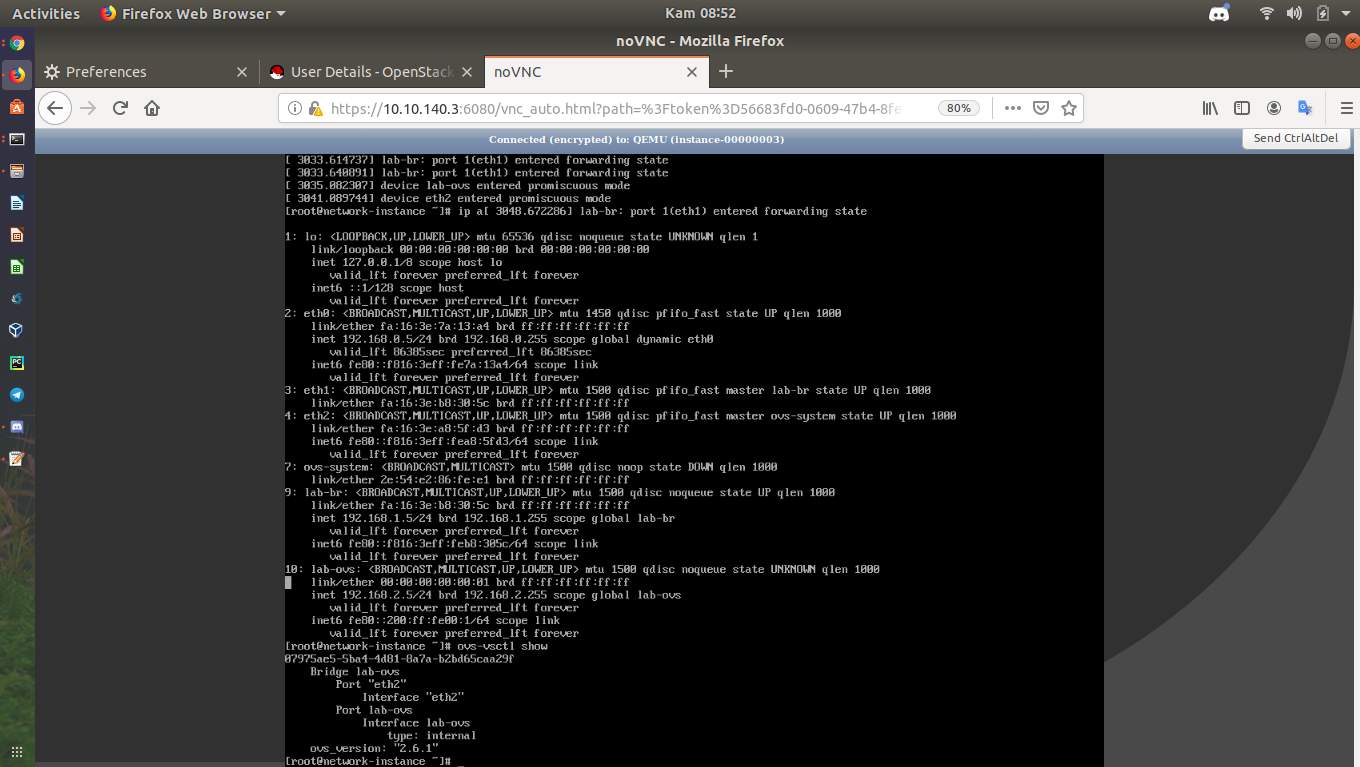 Activities
Firefox Web Browser
Kam 08:52
noVNC - Mozilla Firefox
Preferences
User Details - OpenStack
noVNC
https://10.10.140.3:6080/vnc_auto.html?path=%3Ftoken%3D56683fd0-0609-47b4-8fe
80%
Connected (encrypted) to: QEMU (instance-00000003)
Send CtrlAltDel
[ 3033.614737] lab-br: port 1(eth1) entered forwarding state
[ 3033.640891] lab-br: port 1(eth1) entered forwarding state
[ 3035.082307] device lab-ovs entered promiscuous mode
[ 3041.089744] device eth2 entered promiscuous mode
[root@network-instance ~]# ip a[ 3048.672286] lab-br: port 1(eth1) entered forwarding state
1: lo: <LOOPBACK,UP,LOWER_UP> mtu 65536 qdisc noqueue state UNKNOWN qlen 1
link/loopback 00:00:00:00:00:00 brd 00:00:00:00:00:00
inet 127.0.0.1/8 scope host lo
valid_lft forever preferred_lft forever
inet6 ::1/128 scope host
valid_lft forever preferred_lft forever
2: eth0: <BROADCAST,MULTICAST,UP,LOWER_UP> mtu 1450 qdisc pfifo_fast state UP qlen 1000
link/ether fa:16:3e:7a:13:a4 brd ff:ff:ff:ff:ff:ff
inet 192.168.0.5/24 brd 192.168.0.255 scope global dynamic eth0
valid_lft 86385sec preferred_lft 86385sec
inet6 fe80::f816:3eff:fe7a:13a4/64 scope link
valid_lft forever preferred_lft forever
3: eth1: <BROADCAST,MULTICAST,UP,LOWER_UP> mtu 1500 qdisc pfifo_fast master lab-br state UP qlen 1000
link/ether fa:16:3e:b8:30:5c brd ff:ff:ff:ff:ff:ff
4: eth2: <BROADCAST,MULTICAST,UP,LOWER_UP> mtu 1500 qdisc pfifo_fast master ovs-system state UP qlen 1000
link/ether fa:16:3e:a8:5f:d3 brd ff:ff:ff:ff:ff:ff
inet6 fe80::f816:3eff:fea8:5fd3/64 scope link
valid_lft forever preferred_lft forever
7: ovs-system: <BROADCAST,MULTICAST> mtu 1500 qdisc noop state DOWN qlen 1000
link/ether 2e:54:e2:86:fe:e1 brd ff:ff:ff:ff:ff:ff
9: lab-br: <BROADCAST,MULTICAST,UP,LOWER_UP> mtu 1500 qdisc noqueue state UP qlen 1000
link/ether fa:16:3e:b8:30:5c brd ff:ff:ff:ff:ff:ff
inet 192.168.1.5/24 brd 192.168.1.255 scope global lab-br
valid_lft forever preferred_lft forever
inet6 fe80::f816:3eff:feb8:305c/64 scope link
valid_lft forever preferred_lft forever
10: lab-ovs: <BROADCAST,MULTICAST,UP,LOWER_UP> mtu 1500 qdisc noqueue state UNKNOWN qlen 1000
link/ether 00:00:00:00:00:01 brd ff:ff:ff:ff:ff:ff
inet 192.168.2.5/24 brd 192.168.2.255 scope global lab-ovs
valid_lft forever preferred_lft forever
inet6 fe80::200:ff:fe00:1/64 scope link
valid_lft forever preferred_lft forever
[root@network-instance ~]# ovs-vsctl show
07975ae5-5ba4-4d81-8a7a-b2bd65caa29f
Bridge lab-ovs
Port "eth2"
Interface "eth2"
Port lab-ovs
Interface lab-ovs
type: internal
ovs_version: "2.6.1"
[root@network-instance ~]# _